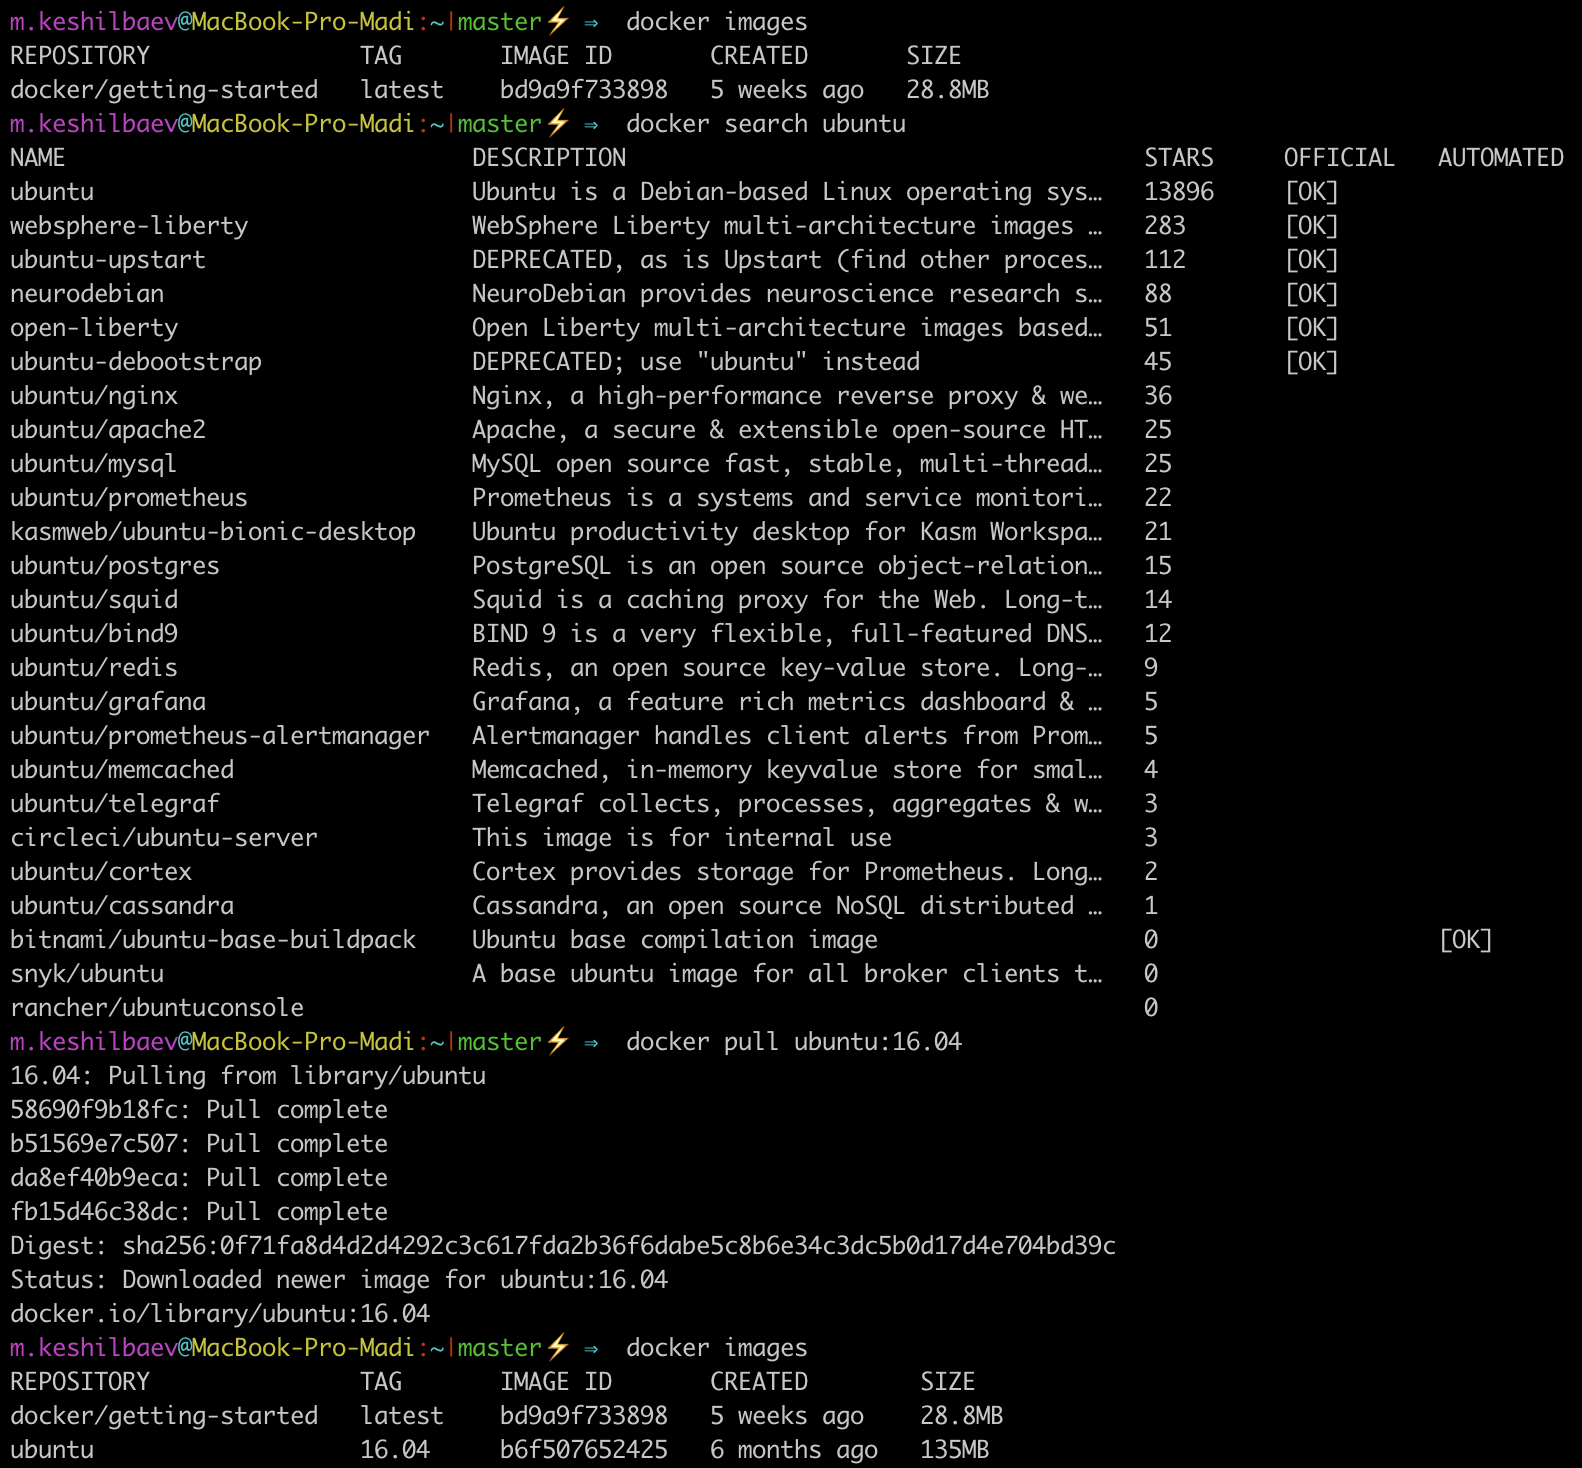 m.keshilbaev@MacBook-Pro-Madi:~|master⚡ ⇒  docker images
REPOSITORY               TAG       IMAGE ID       CREATED       SIZE
docker/getting-started   latest    bd9a9f733898   5 weeks ago   28.8MB
m.keshilbaev@MacBook-Pro-Madi:~|master⚡ ⇒  docker search ubuntu
NAME                             DESCRIPTION                                     STARS     OFFICIAL   AUTOMATED
ubuntu                           Ubuntu is a Debian-based Linux operating sys…   13896     [OK]
websphere-liberty                WebSphere Liberty multi-architecture images …   283       [OK]
ubuntu-upstart                   DEPRECATED, as is Upstart (find other proces…   112       [OK]
neurodebian                      NeuroDebian provides neuroscience research s…   88        [OK]
open-liberty                     Open Liberty multi-architecture images based…   51        [OK]
ubuntu-debootstrap               DEPRECATED; use "ubuntu" instead                45        [OK]
ubuntu/nginx                     Nginx, a high-performance reverse proxy & we…   36
ubuntu/apache2                   Apache, a secure & extensible open-source HT…   25
ubuntu/mysql                     MySQL open source fast, stable, multi-thread…   25
ubuntu/prometheus                Prometheus is a systems and service monitori…   22
kasmweb/ubuntu-bionic-desktop    Ubuntu productivity desktop for Kasm Workspa…   21
ubuntu/postgres                  PostgreSQL is an open source object-relation…   15
ubuntu/squid                     Squid is a caching proxy for the Web. Long-t…   14
ubuntu/bind9                     BIND 9 is a very flexible, full-featured DNS…   12
ubuntu/redis                     Redis, an open source key-value store. Long-…   9
ubuntu/grafana                   Grafana, a feature rich metrics dashboard & …   5
ubuntu/prometheus-alertmanager   Alertmanager handles client alerts from Prom…   5
ubuntu/memcached                 Memcached, in-memory keyvalue store for smal…   4
ubuntu/telegraf                  Telegraf collects, processes, aggregates & w…   3
circleci/ubuntu-server           This image is for internal use                  3
ubuntu/cortex                    Cortex provides storage for Prometheus. Long…   2
ubuntu/cassandra                 Cassandra, an open source NoSQL distributed …   1
bitnami/ubuntu-base-buildpack    Ubuntu base compilation image                   0                    [OK]
snyk/ubuntu                      A base ubuntu image for all broker clients t…   0
rancher/ubuntuconsole                                                            0
m.keshilbaev@MacBook-Pro-Madi:~|master⚡ ⇒  docker pull ubuntu:16.04
16.04: Pulling from library/ubuntu
58690f9b18fc: Pull complete
b51569e7c507: Pull complete
da8ef40b9eca: Pull complete
fb15d46c38dc: Pull complete
Digest: sha256:0f71fa8d4d2d4292c3c617fda2b36f6dabe5c8b6e34c3dc5b0d17d4e704bd39c
Status: Downloaded newer image for ubuntu:16.04
docker.io/library/ubuntu:16.04
m.keshilbaev@MacBook-Pro-Madi:~|master⚡ ⇒  docker images
REPOSITORY               TAG       IMAGE ID       CREATED        SIZE
docker/getting-started   latest    bd9a9f733898   5 weeks ago    28.8MB
ubuntu                   16.04     b6f507652425   6 months ago   135MB